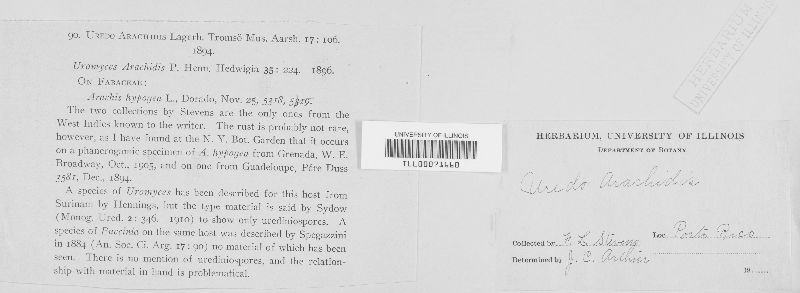 90. Uredo Arachidis Lagerh. Tromsö Mus. Aarsh. 17: 106.
1894.
Uromyces Arachidis P. Henn. Hedwigia 35: 224. 1896.
On Fabaceae:
Arachis hypogea L., Dorado, Nov. 25, 5318,
The two collections by Stevens are the only ones from the
West Indies known to the writer. The rust is probably not rare,
however, as I have found at the N. Y. Bot. Garden that it occurs
on a phanerogamic specimen of A. hypogea from Grenada, W. E.
Broadway, Oct., 1905, and on one from Guadeloupe, Père Duss
3581, Dec., 1894.
A species of Uromyces has been described for this host from
Surinam by Hennings, but the type material is said by Sydow
(Monog. Ured. 2: 346. 1910) to show only urediniospores. A
species of Puccinia on the same host was described by Spegazzini
in 1884 (An. Soc. Ci. Arg. 17: 90) no material of which has been
seen. There is no mention of urediniospores, and the relation-
ship with material in hand is problematical.
UNIVERSITY OF ILLINOIS
HERBARIUM
UNIVERSITY OF ILLINOIS
HERBARIUM, UNIVERSITY OF ILLINOIS
Department of Botany
Uredo Arachidis
Loc. Porto Rico
Collected by F. L. Stevens
Determined by J. C. Arthur
19......